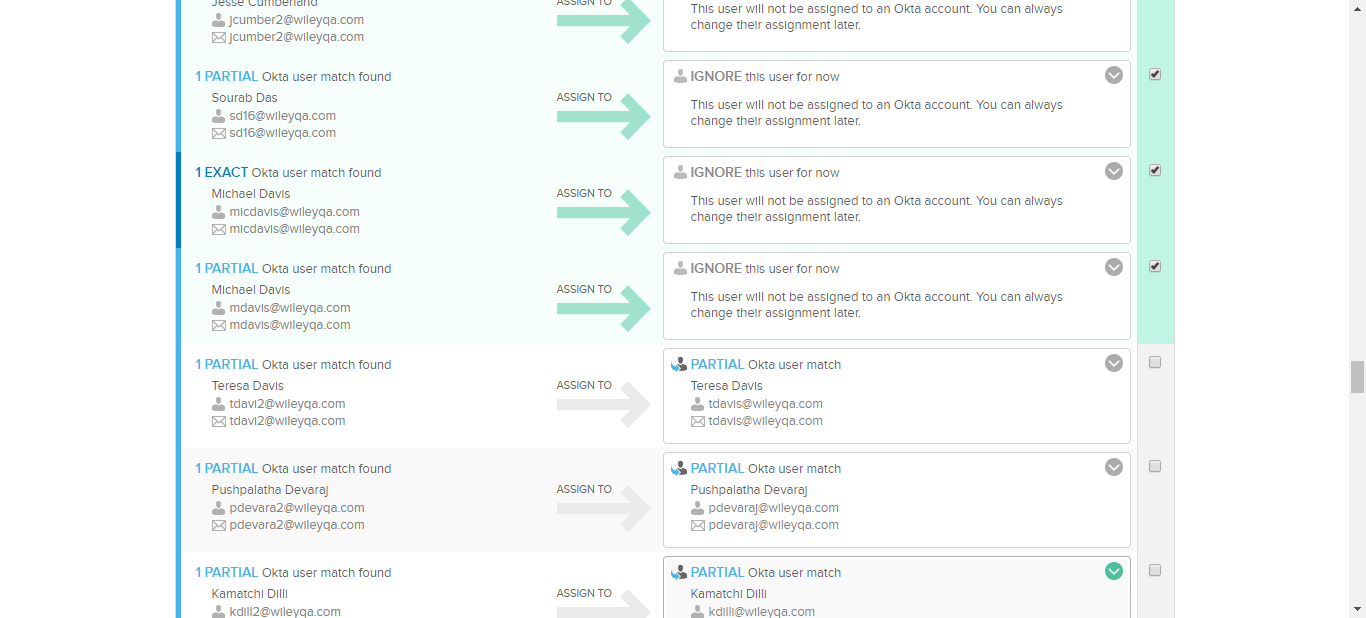 Jesse Cumberland
jcumber2@wileyqa.com
jcumber2@wileyqa.com
ASSIGN TO
This user will not be assigned to an Okta account. You can always
change their assignment later.
1 PARTIAL Okta user match found
Sourab Das
sd16@wileyqa.com
sd16@wileyqa.com
ASSIGN TO
IGNORE this user for now
This user will not be assigned to an Okta account. You can always
change their assignment later.
1 EXACT Okta user match found
Michael Davis
micdavis@wileyqa.com
micdavis@wileyqa.com
ASSIGN TO
IGNORE this user for now
This user will not be assigned to an Okta account. You can always
change their assignment later.
1 PARTIAL Okta user match found
Michael Davis
mdavis@wileyqa.com
mdavis@wileyqa.com
ASSIGN TO
IGNORE this user for now
This user will not be assigned to an Okta account. You can always
change their assignment later.
1 PARTIAL Okta user match found
Teresa Davis
tdavi2@wileyqa.com
tdavi2@wileyqa.com
ASSIGN TO
PARTIAL Okta user match
Teresa Davis
tdavis@wileyqa.com
tdavis@wileyqa.com
1 PARTIAL Okta user match found
Pushpalatha Devaraj
pdevara2@wileyqa.com
pdevara2@wileyqa.com
ASSIGN TO
PARTIAL Okta user match
Pushpalatha Devaraj
pdevaraj@wileyqa.com
pdevaraj@wileyqa.com
1 PARTIAL Okta user match found
Kamatchi Dilli
kdill2@wileyqa.com
ASSIGN TO
PARTIAL Okta user match
Kamatchi Dilli
kdilli@wileyqa.com